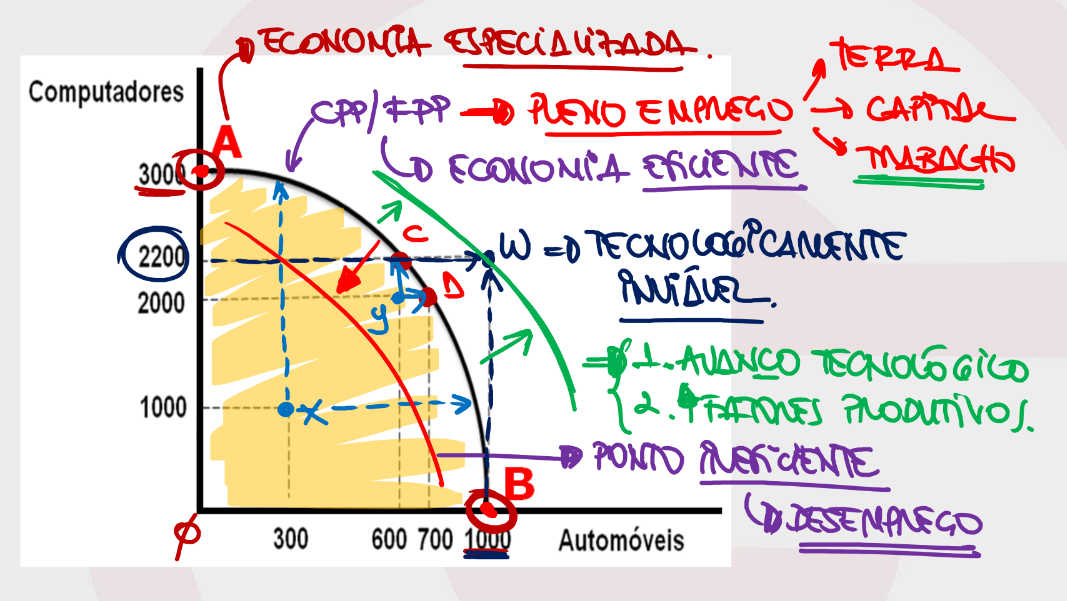 ECONOMIA ESPECIALIZADA.
TERRA
Computadores
CPP/FPP → PLENO EMPREGO → CAPITAL
A
TRABALHO
ECONOMIA EFICIENTE
3000
C
W ⇒ TECNOLOGICAMENTE
2200
INVIÁVEL.
D
2000
y
1. AVANÇO TECNOLÓGICO
1000
X
2. ↑ FATORES PRODUTIVOS.
PONTO INEFICIENTE
B
DESEMPREGO
φ
300 600 700 1000 Automóveis